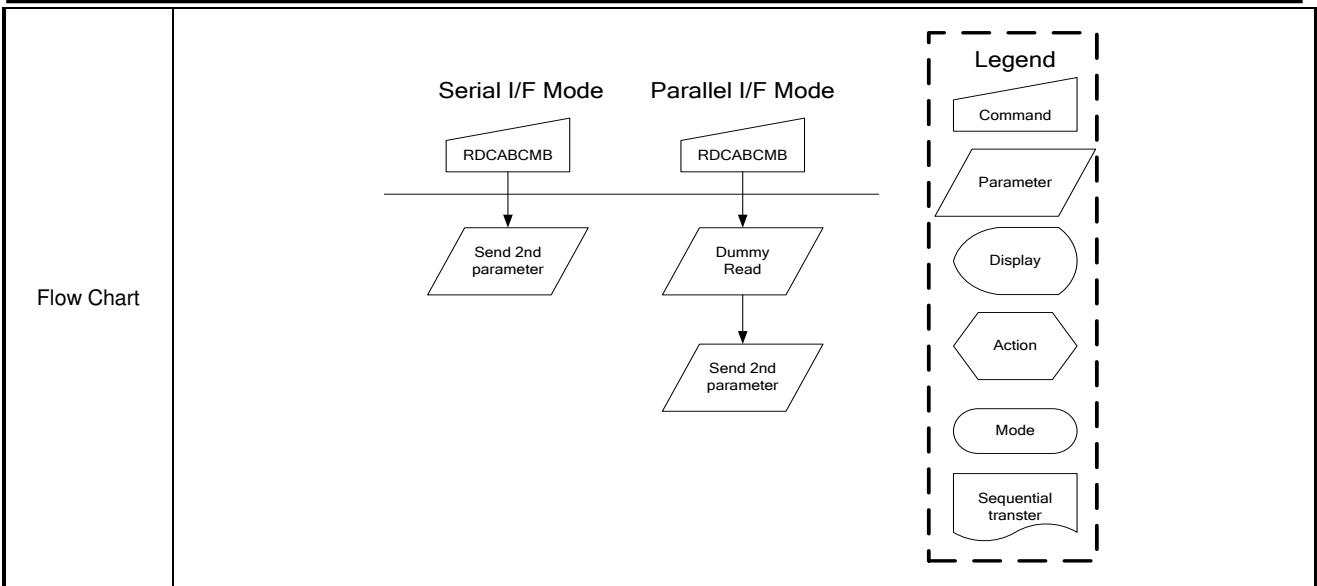 Flow Chart
Serial I/F Mode
RDCABCMB
Send 2nd
parameter
Parallel I/F Mode
RDCABCMB
Dummy
Read
Send 2nd
parameter
Legend
Command
Parameter
Display
Action
Mode
Sequential
transter